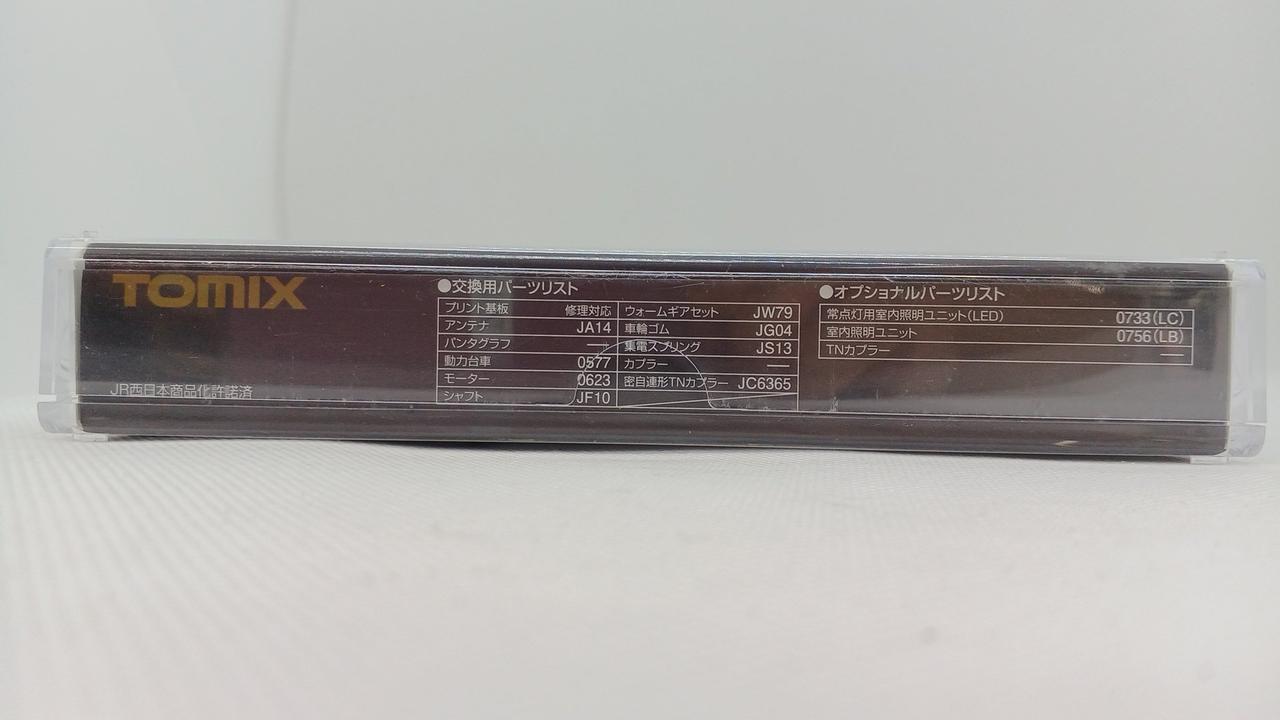 TOMIX
JR西日本商品化許諾済
●交換用パーツリスト
プリント基板 修理対応
アンテナ JA14
パンタグラフ —
動力台車 0577
モーター 0623
シャフト JF10
ウォームギアセット JW79
車輪ゴム JG04
集電スプリング JS13
カプラー —
密自連形TNカプラー JC6365
●オプショナルパーツリスト
常点灯用室内照明ユニット(LED) 0733(LC)
室内照明ユニット 0756(LB)
TNカプラー —